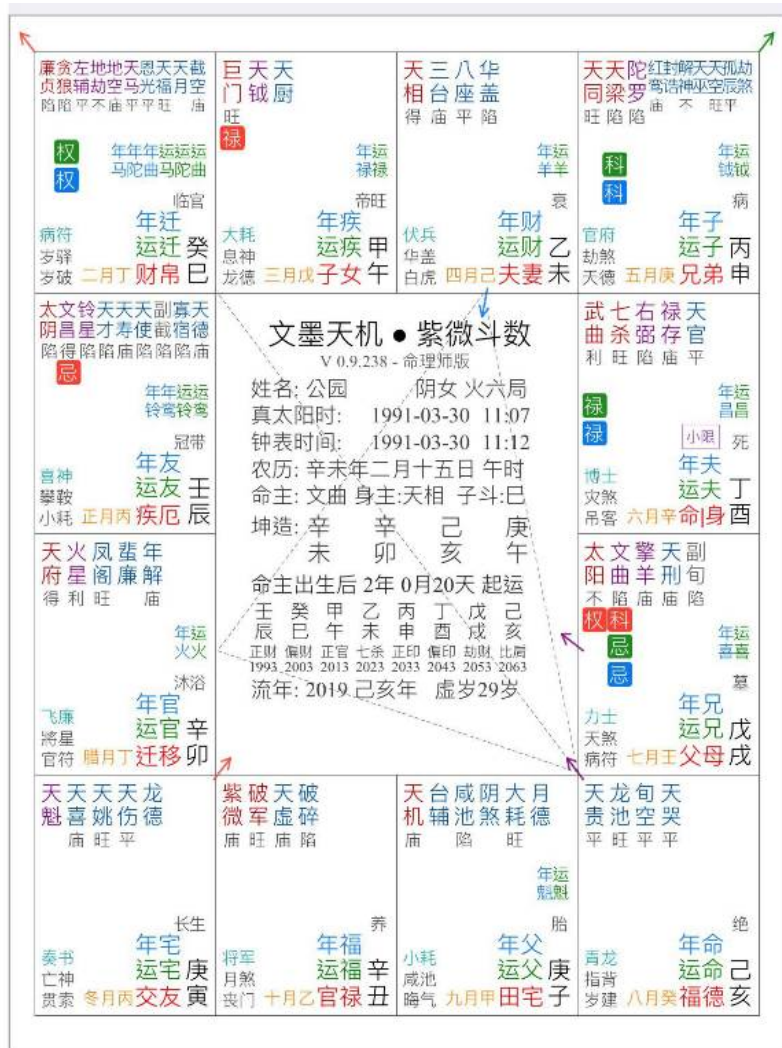 廉贪左地地天恩天天截
贞狼辅劫空马光福月空
陷陷平不庙平平旺 庙
权
权
年年年运运运
马陀曲马陀曲
临官
病符
岁驿
岁破
二月丁
年迁
运迁
财帛
癸
巳
巨天天
门钺厨
旺
禄
年运
禄禄
帝旺
大耗
息神
龙德
三月戊
年疾
运疾
子女
甲
午
天三八华
相台座盖
得庙平陷
年运
羊羊
衰
伏兵
华盖
白虎
四月己
年财
运财
夫妻
乙
未
天天陀红封解天天孤劫
同梁罗鸾诰神巫空辰煞
旺陷陷庙 不 旺平
科
科
年运
钺钺
病
官府
劫煞
天德
五月庚
年子
运子
兄弟
丙
申
太文铃天天天副寡天
阴昌星才寿使截宿德
陷得陷陷庙陷陷陷庙
忌
年年运运
铃鸾铃鸾
冠带
喜神
攀鞍
小耗
正月丙
年友
运友
疾厄
壬
辰
文墨天机 ● 紫微斗数
V 0.9.238 - 命理师版
姓名: 公园 阴女 火六局
真太阳时: 1991-03-30 11:07
钟表时间: 1991-03-30 11:12
农历: 辛未年二月十五日 午时
命主: 文曲 身主:天相 子斗:巳
坤造: 辛 辛 己 庚
未 卯 亥 午
命主出生后 2年 0月20天 起运
壬 癸 甲 乙 丙 丁 戊 己
辰 巳 午 未 申 酉 戌 亥
正财 偏财 正官 七杀 正印 偏印 劫财 比肩
1993 2003 2013 2023 2033 2043 2053 2063
流年: 2019 己亥年 虚岁29岁
武七右禄天
曲杀弼存官
利旺陷庙平
禄
禄
年运
昌昌
小限
死
博士
灾煞
吊客
六月辛
年夫
运夫
命|身
丁
酉
天火凤蜚年
府星阁廉解
得利旺 庙
年运
火火
沐浴
飞廉
將星
官符
腊月丁
年官
运官
迁移
辛
卯
太文擎天副
阳曲羊刑旬
不陷庙庙陷
权科
忌
忌
年运
喜喜
墓
力士
天煞
病符
七月壬
年兄
运兄
父母
戊
戌
天天天天龙
魁喜姚伤德
庙旺平
长生
奏书
亡神
贯索
冬月丙
年宅
运宅
交友
庚
寅
紫破天破
微军虚碎
庙旺庙陷
养
将军
月煞
丧门
十月乙
年福
运福
官禄
辛
丑
天台咸阴大月
机辅池煞耗德
庙 陷 旺
年运
魁魁
胎
小耗
咸池
晦气
九月甲
年父
运父
田宅
庚
子
天龙旬天
贵池空哭
平旺平平
绝
青龙
指背
岁建
八月癸
年命
运命
福德
己
亥